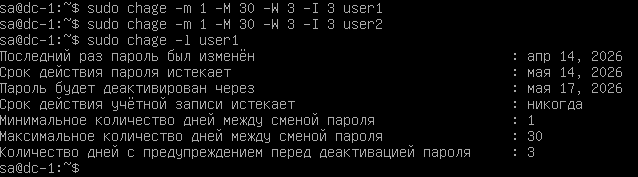 sa@dc-1:~$ sudo chage -m 1 -M 30 -W 3 -I 3 user1
sa@dc-1:~$ sudo chage -m 1 -M 30 -W 3 -I 3 user2
sa@dc-1:~$ sudo chage -l user1
Последний раз пароль был изменён : апр 14, 2026
Срок действия пароля истекает : мая 14, 2026
Пароль будет деактивирован через : мая 17, 2026
Срок действия учётной записи истекает : никогда
Минимальное количество дней между сменой пароля : 1
Максимальное количество дней между сменой пароля : 30
Количество дней с предупреждением перед деактивацией пароля : 3
sa@dc-1:~$